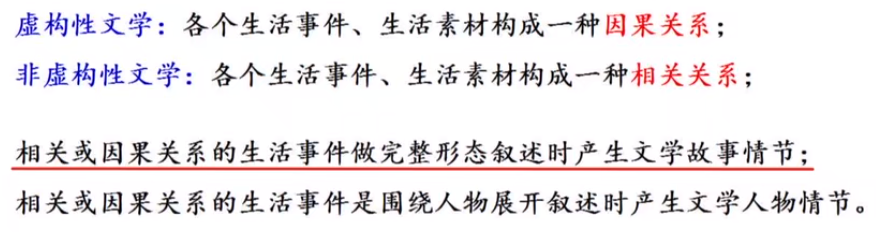 虚构性文学：各个生活事件、生活素材构成一种因果关系；
非虚构性文学：各个生活事件、生活素材构成一种相关关系；
相关或因果关系的生活事件做完整形态叙述时产生文学故事情节；
相关或因果关系的生活事件是围绕人物展开叙述时产生文学人物情节。